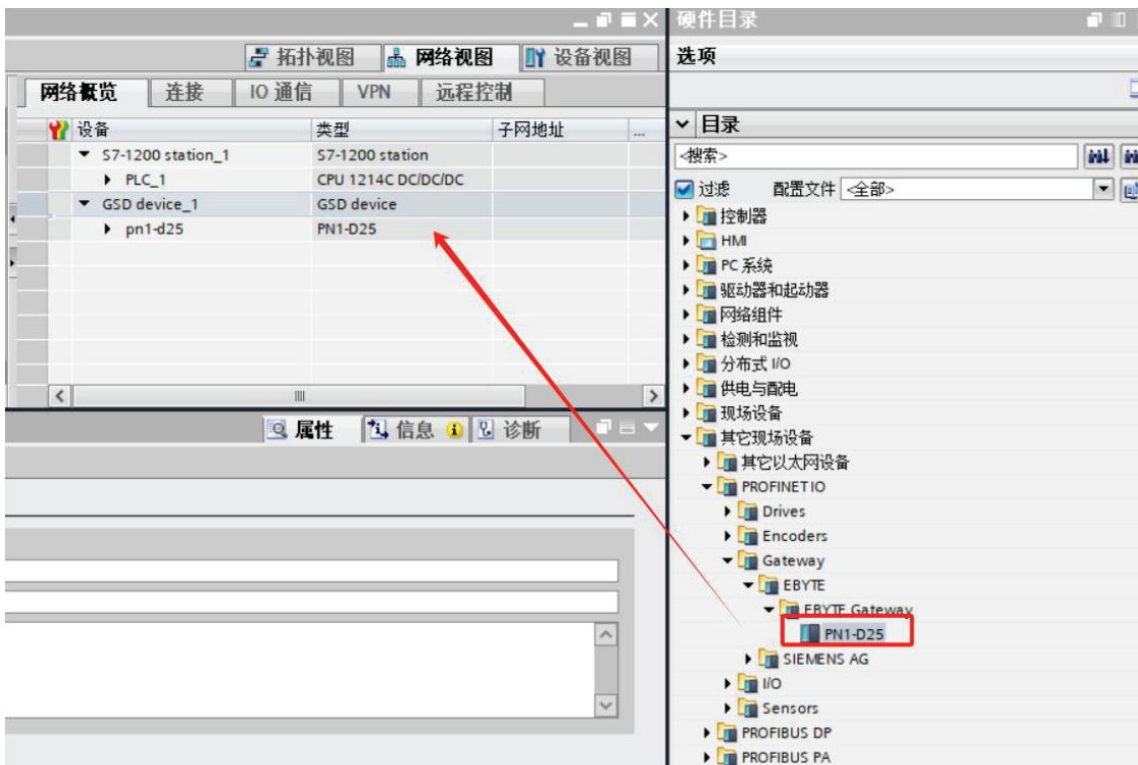 拓扑视图 网络视图 设备视图
网络概览 连接 IO 通信 VPN 远程控制
设备 类型 子网地址 ...
S7-1200 station_1 S7-1200 station
PLC_1 CPU 1214C DC/DC/DC
GSD device_1 GSD device
pn1-d25 PN1-D25
属性 信息 诊断
硬件目录
选项
目录
<搜索>
过滤 配置文件 <全部>
控制器
HMI
PC 系统
驱动器和起动器
网络组件
检测和监视
分布式 I/O
供电与配电
现场设备
其它现场设备
其它以太网设备
PROFINET IO
Drives
Encoders
Gateway
EBYTE
EBYTE Gateway
PN1-D25
SIEMENS AG
I/O
Sensors
PROFIBUS DP
PROFIBUS PA